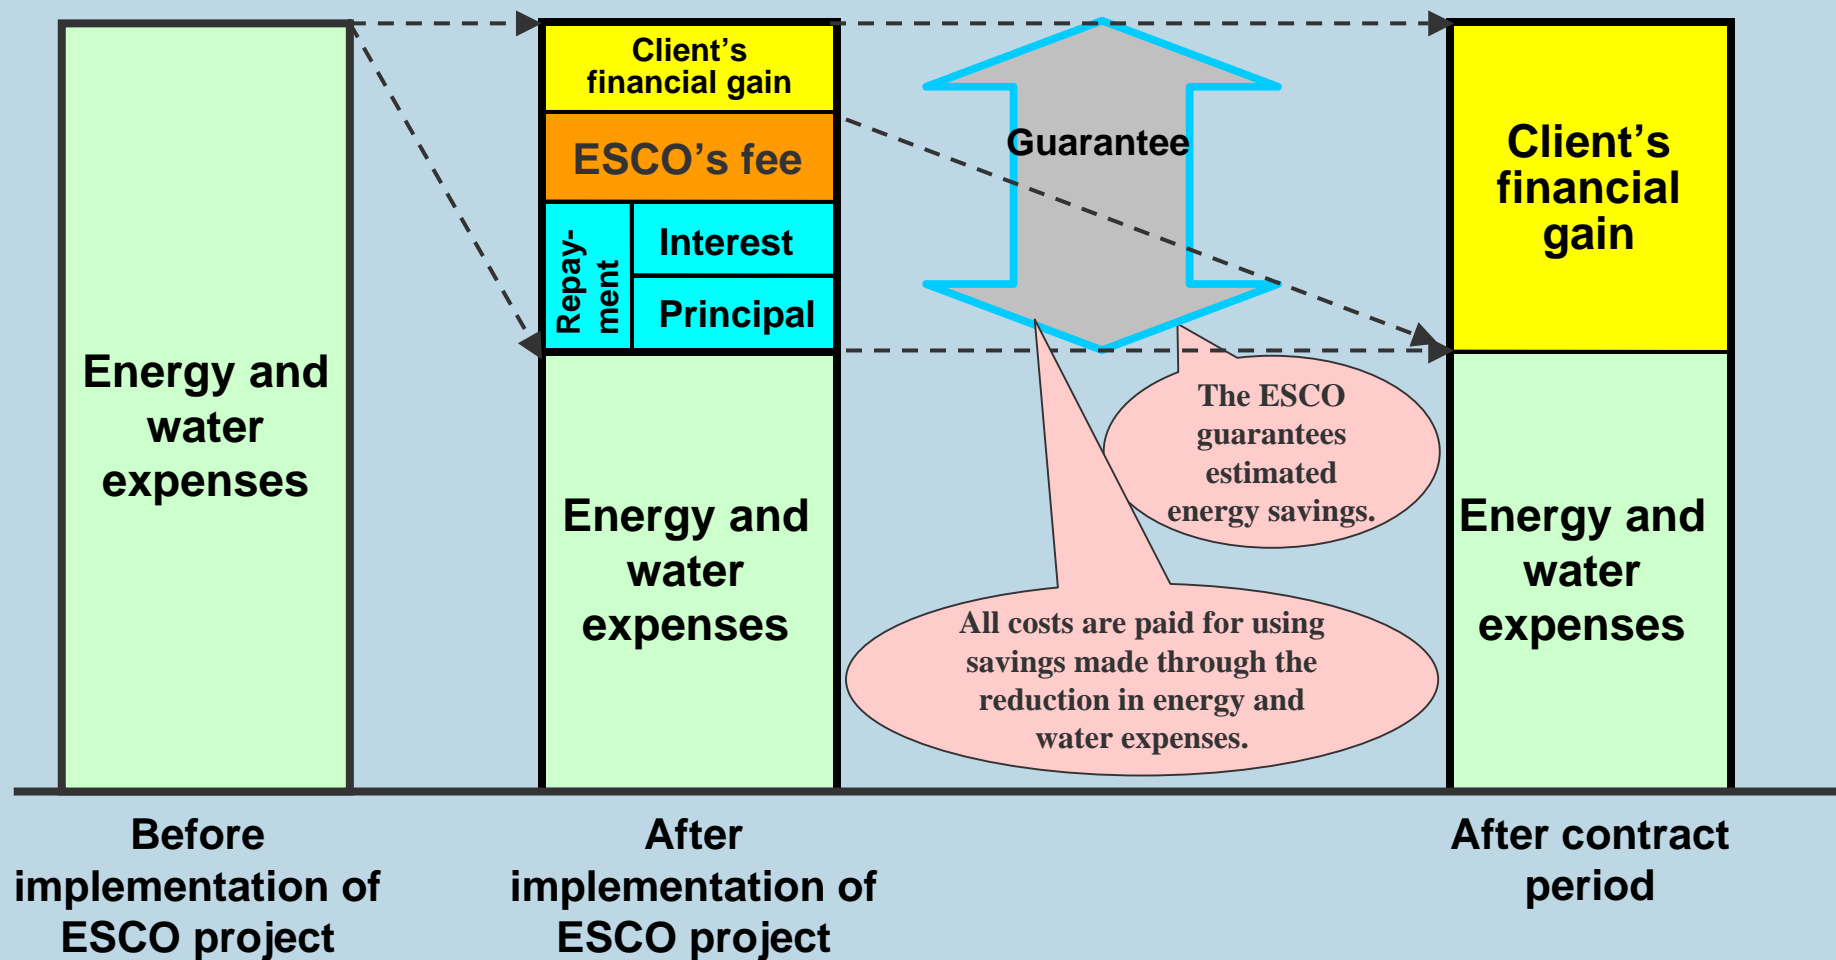 Energy and
water
expenses
Client's
financial gain
ESCO's fee
Repay-
ment
Interest
Principal
Energy and
water
expenses
Guarantee
The ESCO
guarantees
estimated
energy savings.
All costs are paid for using
savings made through the
reduction in energy and
water expenses.
Client's
financial
gain
Energy and
water
expenses
Before
implementation of
ESCO project
After
implementation of
ESCO project
After contract
period